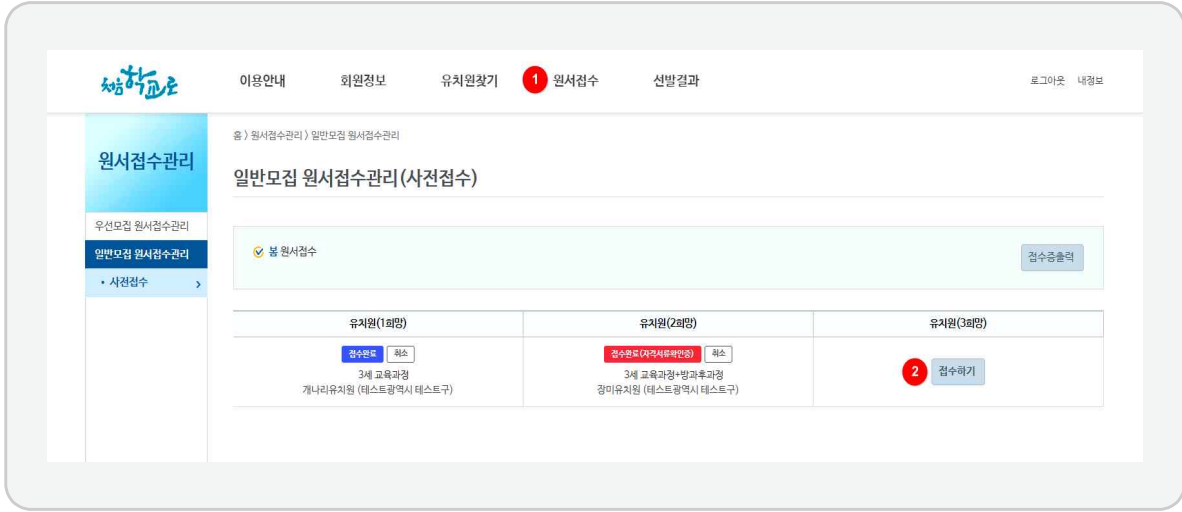 처음학교로
이용안내 회원정보 유치원찾기 1 원서접수 선발결과 로그아웃 내정보
원서접수관리
우선모집 원서접수관리
일반모집 원서접수관리
• 사전접수 >
홈 > 원서접수관리 > 일반모집 원서접수관리
일반모집 원서접수관리(사전접수)
봄 원서접수 접수증출력
유치원(1희망) 유치원(2희망) 유치원(3희망)
접수완료 취소 접수완료(자격서류확인중) 취소 2 접수하기
3세 교육과정 3세 교육과정+방과후과정
개나리유치원 (테스트광역시 테스트구) 장미유치원 (테스트광역시 테스트구)